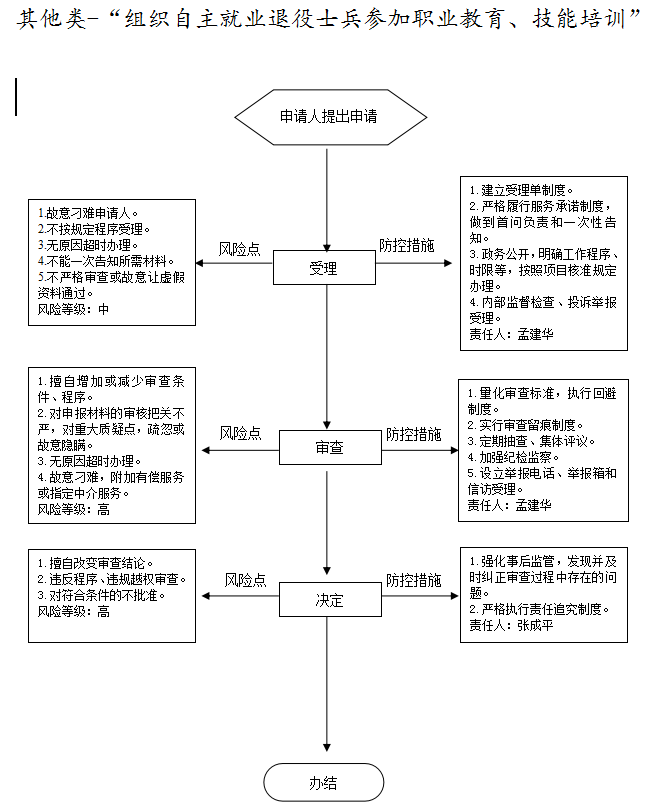 其他类-“组织自主就业退役士兵参加职业教育、技能培训”
申请人提出申请
1.故意刁难申请人。
2.不按规定程序受理。
3.无原因超时办理。
4.不能一次告知所需材料。
5.不严格审查或故意让虚假
资料通过。
风险等级：中
风险点
受理
防控措施
1. 建立受理单制度。
2. 严格履行服务承诺制度，
做到首问负责和一次性告
知。
3. 政务公开，明确工作程序、
时限等，按照项目核准规定
办理。
4. 内部监督检查、投诉举报
受理。
责任人：孟建华
1. 擅自增加或减少审查条
件、程序。
2. 对申报材料的审核把关不
严，对重大质疑点，疏忽或
故意隐瞒。
3. 无原因超时办理。
4. 故意刁难，附加有偿服务
或指定中介服务。
风险等级：高
风险点
审查
防控措施
1. 量化审查标准，执行回避
制度。
2. 实行审查留痕制度。
3. 定期抽查、集体评议。
4. 加强纪检监察。
5. 设立举报电话、举报箱和
信访受理。
责任人：孟建华
1. 擅自改变审查结论。
2. 违反程序、违规越权审查。
3. 对符合条件的不批准。
风险等级：高
风险点
决定
防控措施
1. 强化事后监管，发现并及
时纠正审查过程中存在的问
题。
2. 严格执行责任追究制度。
责任人：张成平
办结